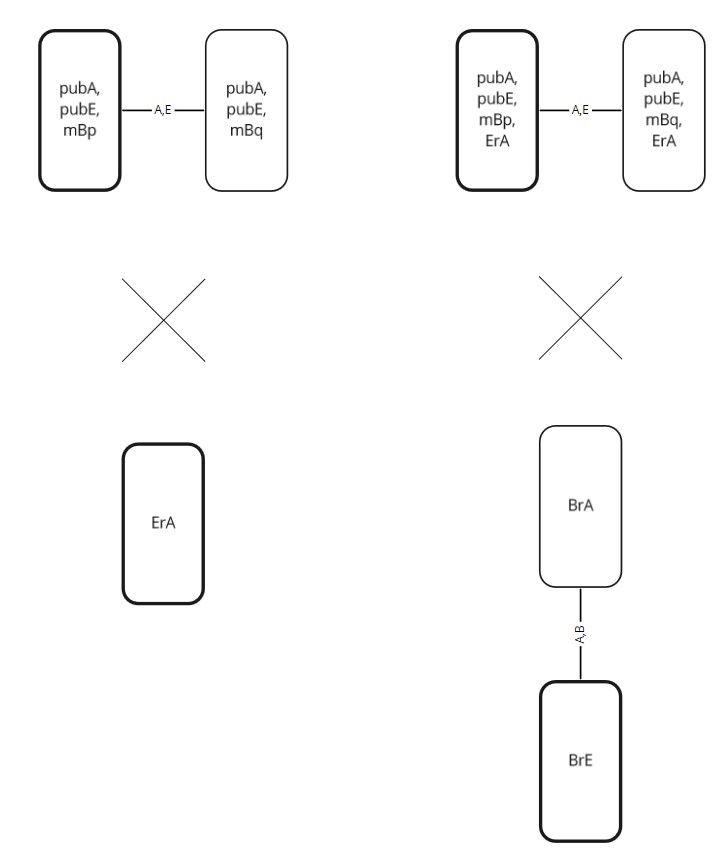 pubA,
pubE,
mBp
A,E
pubA,
pubE,
mBq
pubA,
pubE,
mBp,
ErA
A,E
pubA,
pubE,
mBq,
ErA
ErA
BrA
A,B
BrE